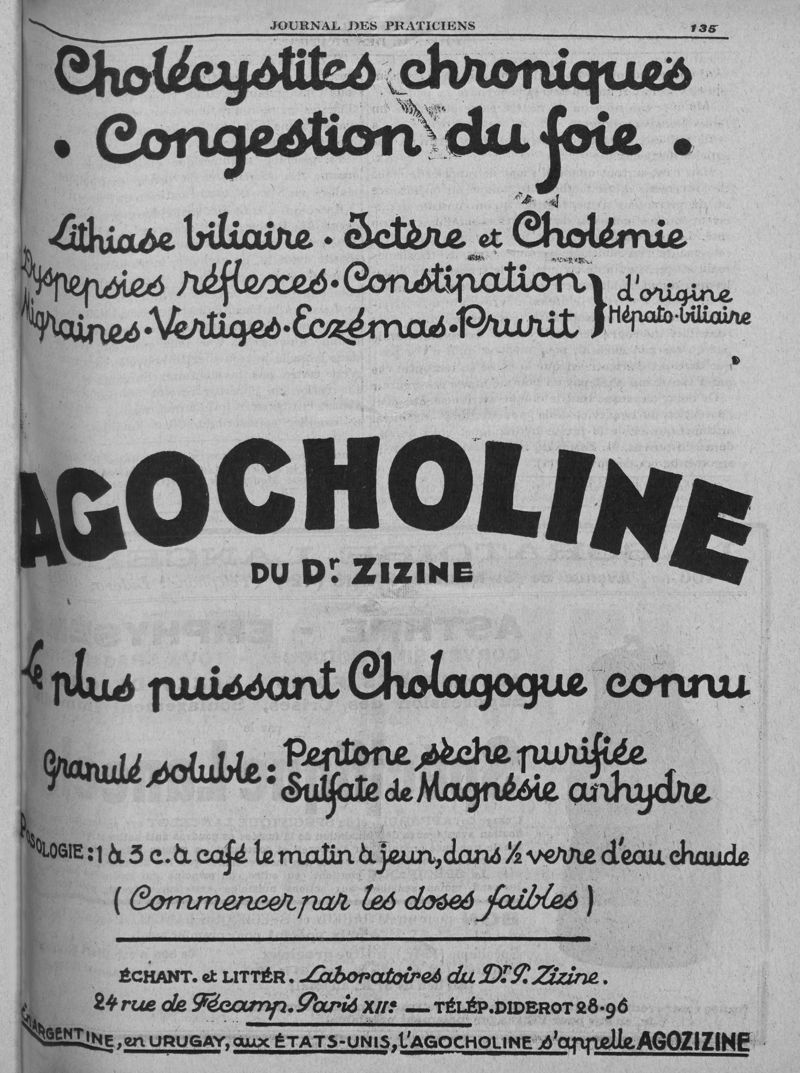 JOURNAL DES PRATICIENS 135
Cholécystites chroniques
• Congestion du foie •
Lithiase biliaire • Ictère et Cholémie
Dyspepsies réflexes • Constipation
Migraines • Vertiges • Eczémas • Prurit } d'origine Hépato-biliaire
AGOCHOLINE
DU Dr. ZIZINE
Le plus puissant Cholagogue connu
Granulé soluble : Peptone sèche purifiée
Sulfate de Magnésie anhydre
POSOLOGIE : 1 à 3 c. à café le matin à jeun, dans ½ verre d'eau chaude
(Commencer par les doses faibles)
ÉCHANT. et LITTÉR. Laboratoires du Dr. P. Zizine.
24 rue de Fécamp. Paris XIIe — TÉLÉP. DIDEROT 28-96
En ARGENTINE, en URUGAY, aux ÉTATS-UNIS, l'AGOCHOLINE s'appelle AGOZIZINE